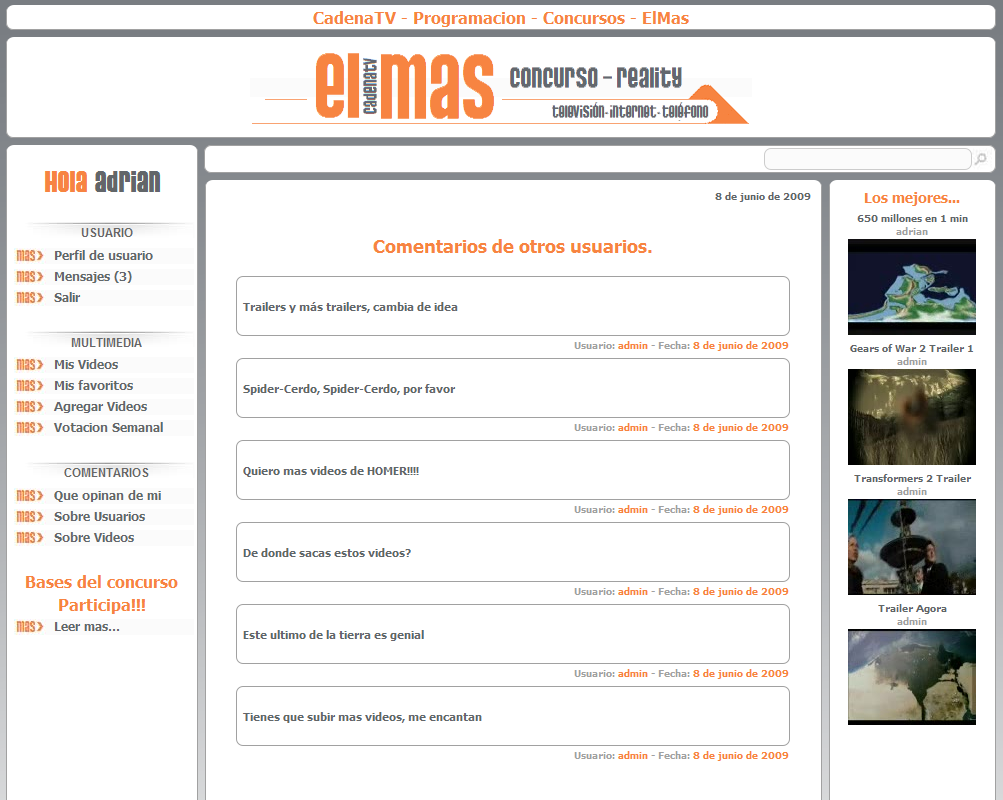 CadenaTV - Programacion - Concursos - ElMas
el cadenatv mas
concurso - reality
televisión · internet · teléfono
Hola adrian
USUARIO
mas> Perfil de usuario
mas> Mensajes (3)
mas> Salir
MULTIMEDIA
mas> Mis Videos
mas> Mis favoritos
mas> Agregar Videos
mas> Votacion Semanal
COMENTARIOS
mas> Que opinan de mi
mas> Sobre Usuarios
mas> Sobre Videos
Bases del concurso
Participa!!!
mas> Leer mas...
8 de junio de 2009
Comentarios de otros usuarios.
Trailers y más trailers, cambia de idea
Usuario: admin - Fecha: 8 de junio de 2009
Spider-Cerdo, Spider-Cerdo, por favor
Usuario: admin - Fecha: 8 de junio de 2009
Quiero mas videos de HOMER!!!!
Usuario: admin - Fecha: 8 de junio de 2009
De donde sacas estos videos?
Usuario: admin - Fecha: 8 de junio de 2009
Este ultimo de la tierra es genial
Usuario: admin - Fecha: 8 de junio de 2009
Tienes que subir mas videos, me encantan
Usuario: admin - Fecha: 8 de junio de 2009
Los mejores...
650 millones en 1 min
adrian
Gears of War 2 Trailer 1
admin
Transformers 2 Trailer
admin
Trailer Agora
admin